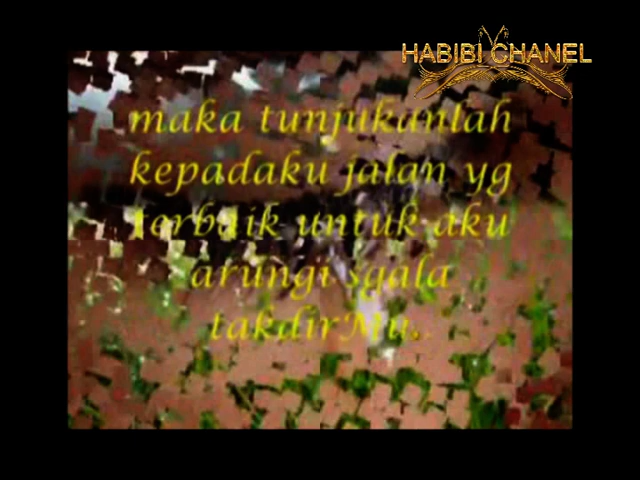 HABIBI CHANEL
maka tunjukanlah
kepadaku jalan yg
terbaik untuk aku
arungi sgala
takdirMu..